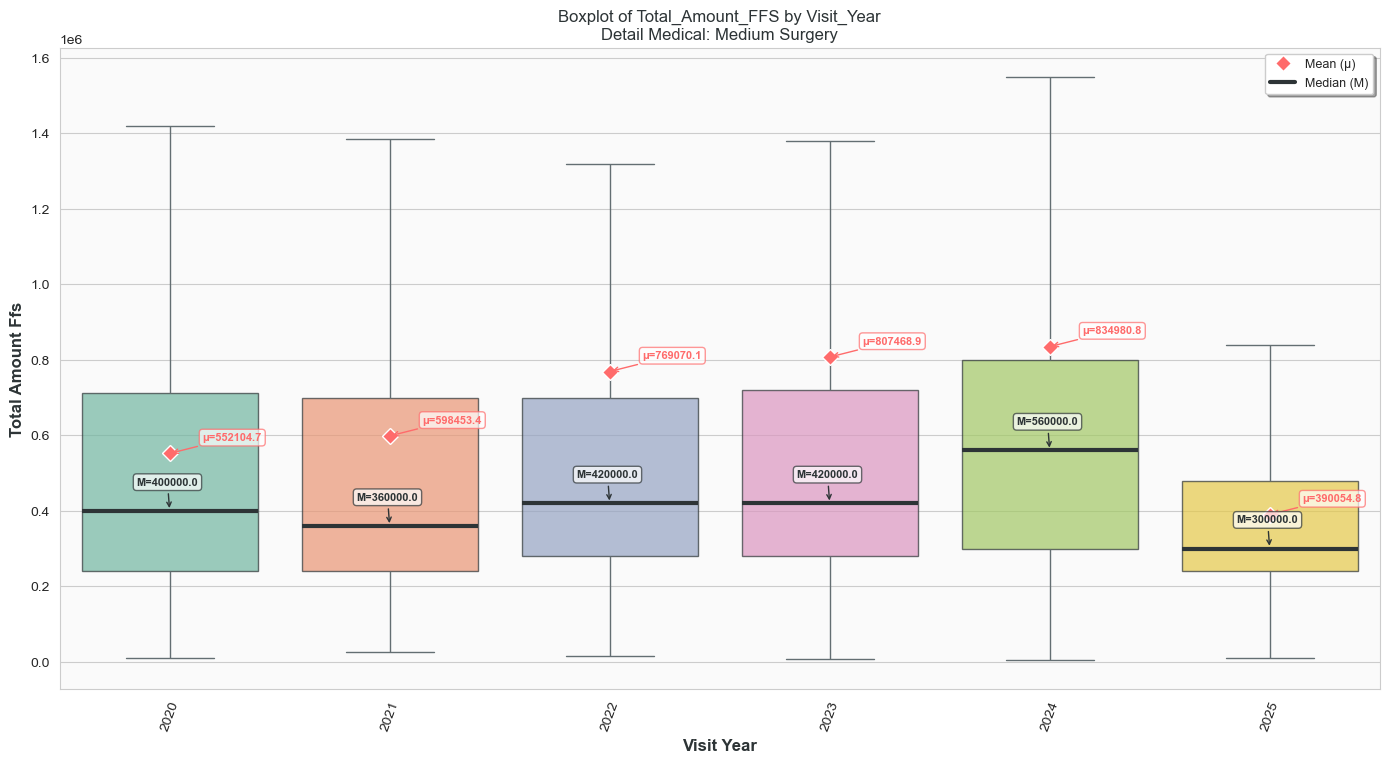 Boxplot of Total_Amount_FFS by Visit_Year
Detail Medical: Medium Surgery
1e6
1.6
1.4
1.2
1.0
0.8
0.6
0.4
0.2
0.0
Total Amount Ffs
Mean (μ)
Median (M)
μ=552104.7
M=400000.0
μ=598453.4
M=360000.0
μ=769070.1
M=420000.0
μ=807468.9
M=420000.0
μ=834980.8
M=560000.0
μ=390054.8
M=300000.0
2020
2021
2022
2023
2024
2025
Visit Year